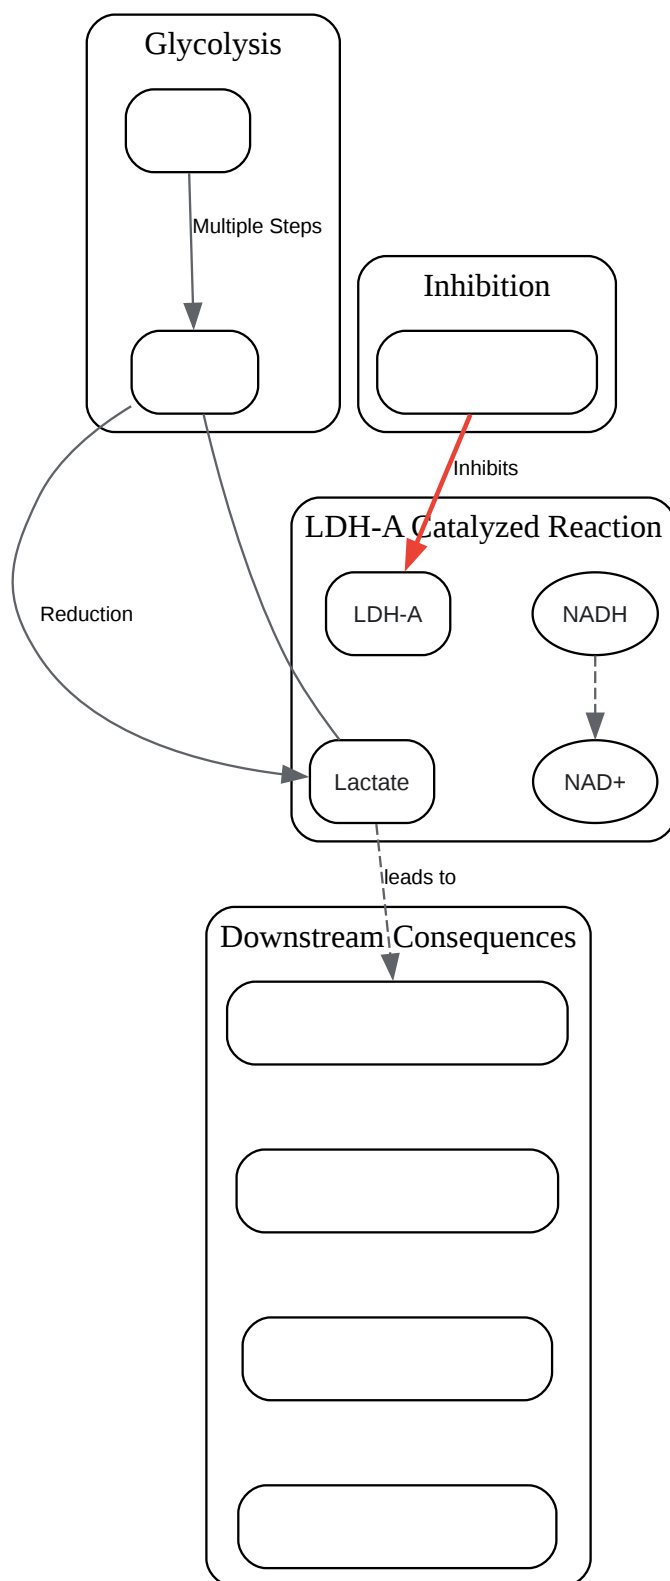 Glycolysis
Multiple Steps
Inhibition
Inhibits
LDH-A Catalyzed Reaction
LDH-A
NADH
Reduction
Lactate
NAD+
leads to
Downstream Consequences